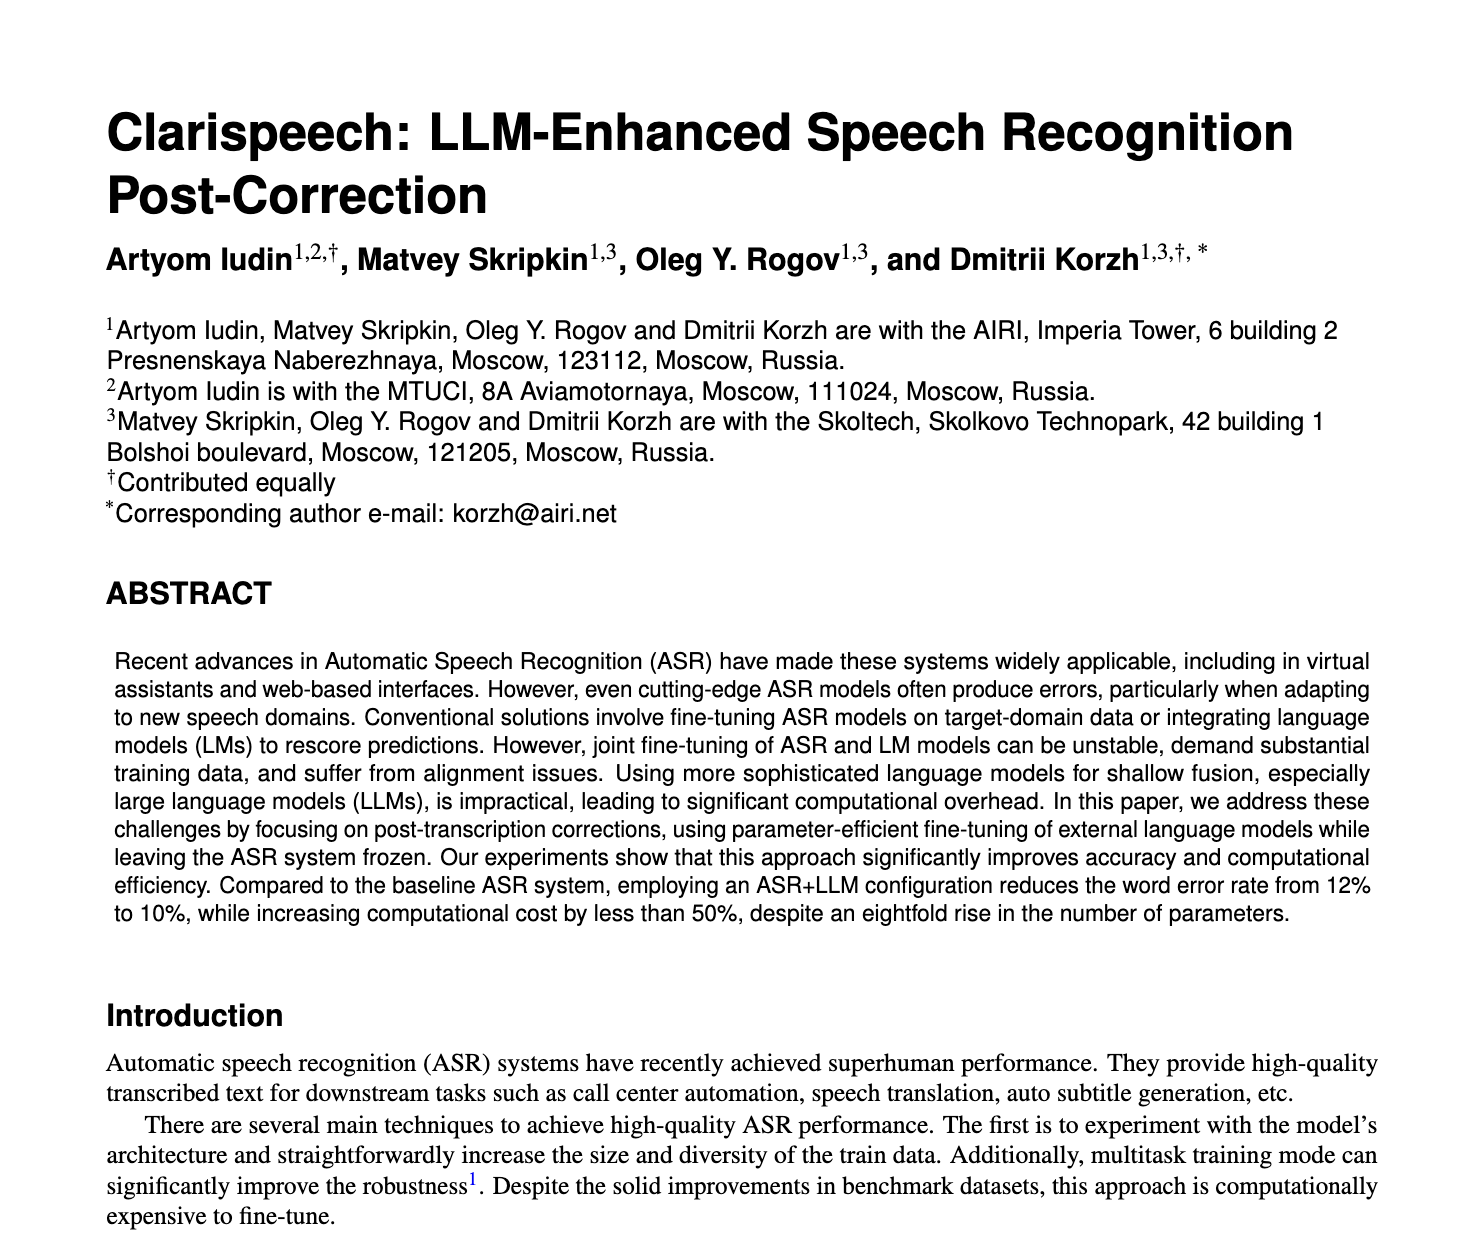 Clarispeech: LLM-Enhanced Speech Recognition
Post-Correction
Artyom Iudin1,2,†, Matvey Skripkin1,3, Oleg Y. Rogov1,3, and Dmitrii Korzh1,3,†, *
1Artyom Iudin, Matvey Skripkin, Oleg Y. Rogov and Dmitrii Korzh are with the AIRI, Imperia Tower, 6 building 2
Presnenskaya Naberezhnaya, Moscow, 123112, Moscow, Russia.
2Artyom Iudin is with the MTUCI, 8A Aviamotornaya, Moscow, 111024, Moscow, Russia.
3Matvey Skripkin, Oleg Y. Rogov and Dmitrii Korzh are with the Skoltech, Skolkovo Technopark, 42 building 1
Bolshoi boulevard, Moscow, 121205, Moscow, Russia.
†Contributed equally
*Corresponding author e-mail: korzh@airi.net
ABSTRACT
Recent advances in Automatic Speech Recognition (ASR) have made these systems widely applicable, including in virtual
assistants and web-based interfaces. However, even cutting-edge ASR models often produce errors, particularly when adapting
to new speech domains. Conventional solutions involve fine-tuning ASR models on target-domain data or integrating language
models (LMs) to rescore predictions. However, joint fine-tuning of ASR and LM models can be unstable, demand substantial
training data, and suffer from alignment issues. Using more sophisticated language models for shallow fusion, especially
large language models (LLMs), is impractical, leading to significant computational overhead. In this paper, we address these
challenges by focusing on post-transcription corrections, using parameter-efficient fine-tuning of external language models while
leaving the ASR system frozen. Our experiments show that this approach significantly improves accuracy and computational
efficiency. Compared to the baseline ASR system, employing an ASR+LLM configuration reduces the word error rate from 12%
to 10%, while increasing computational cost by less than 50%, despite an eightfold rise in the number of parameters.
Introduction
Automatic speech recognition (ASR) systems have recently achieved superhuman performance. They provide high-quality
transcribed text for downstream tasks such as call center automation, speech translation, auto subtitle generation, etc.
There are several main techniques to achieve high-quality ASR performance. The first is to experiment with the model's
architecture and straightforwardly increase the size and diversity of the train data. Additionally, multitask training mode can
significantly improve the robustness1. Despite the solid improvements in benchmark datasets, this approach is computationally
expensive to fine-tune.